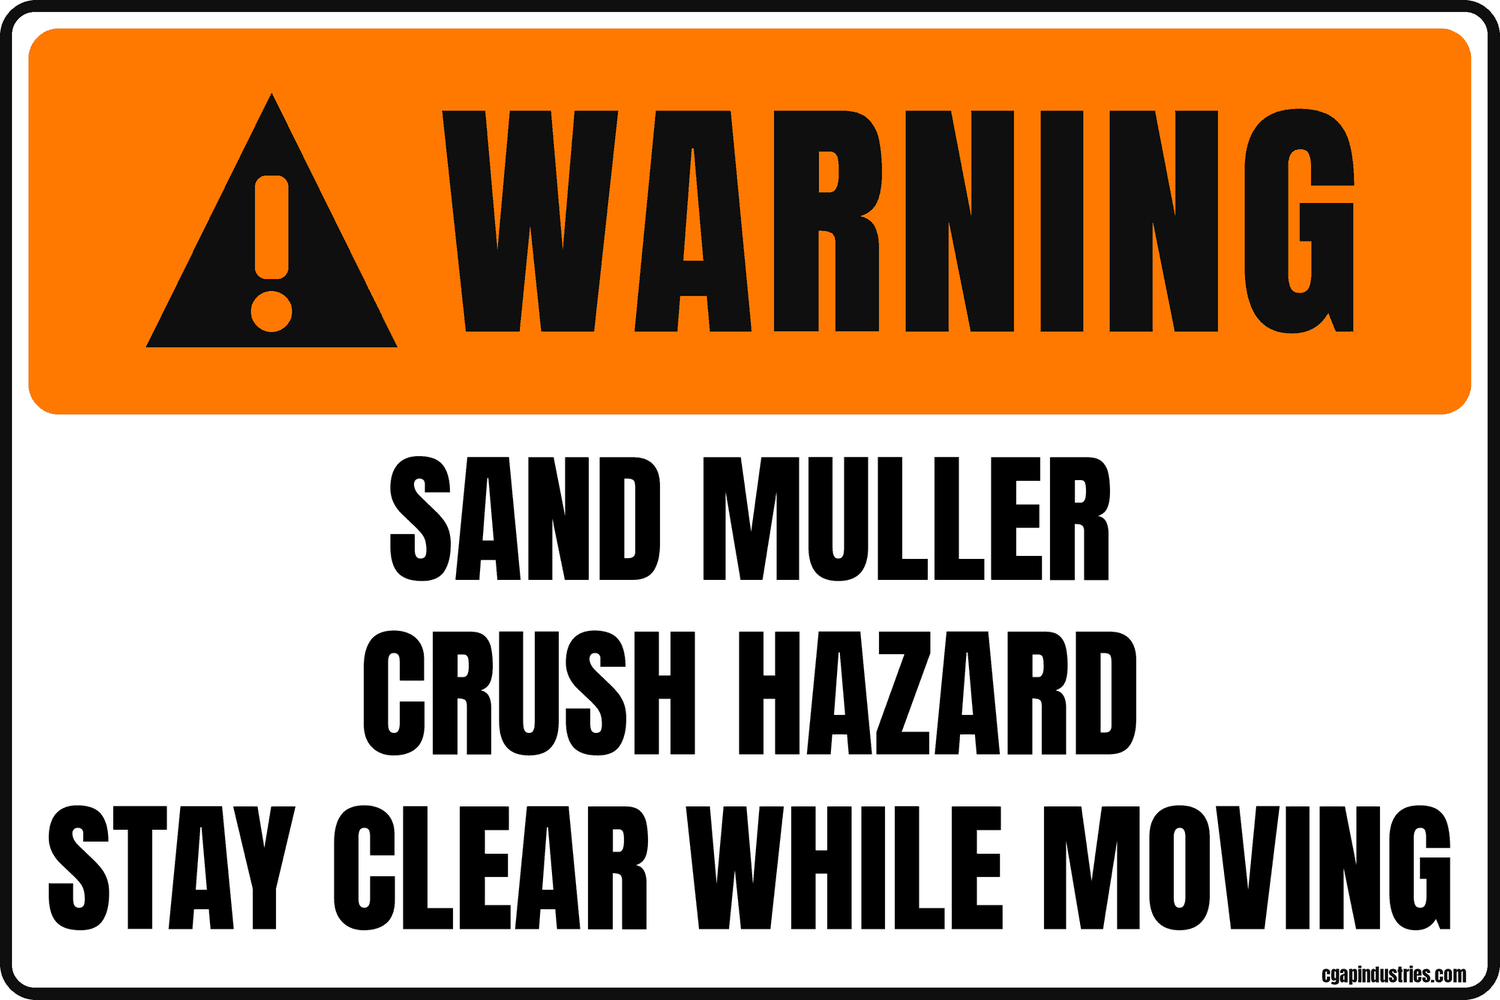 WARNING
SAND MULLER
CRUSH HAZARD
STAY CLEAR WHILE MOVING
cgapindustries.com